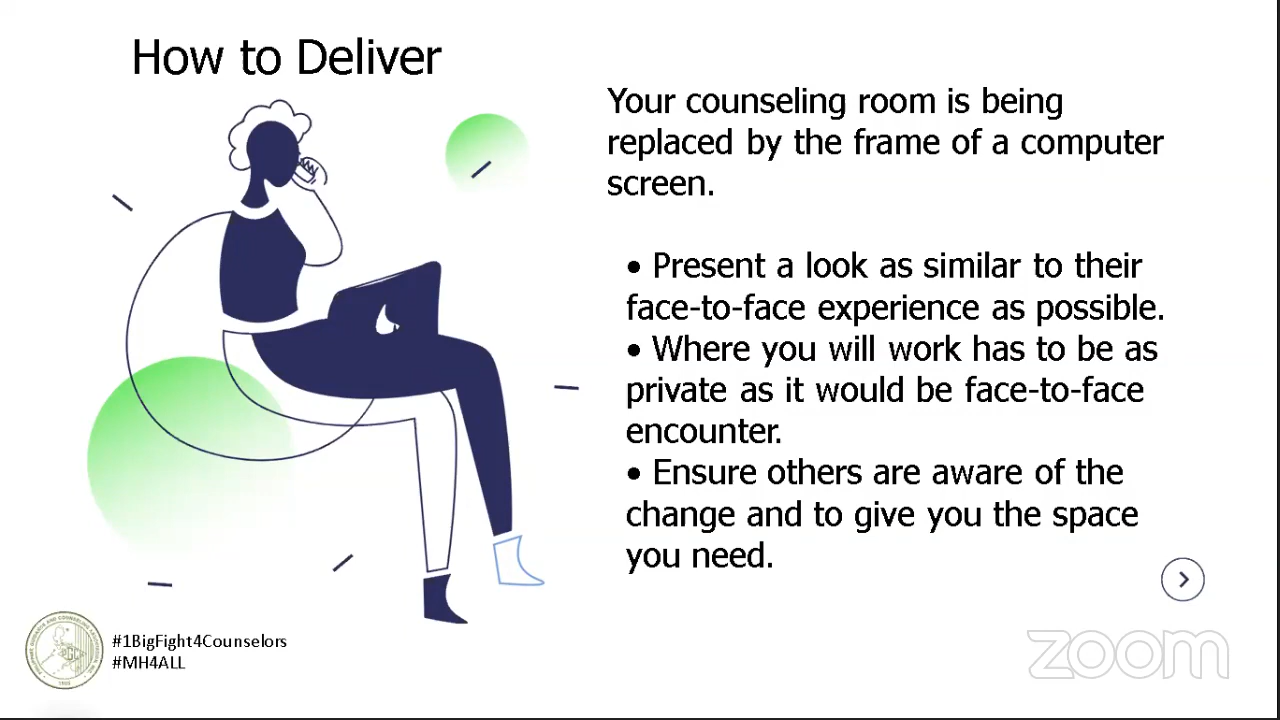 How to Deliver
Your counseling room is being
replaced by the frame of a computer
screen.
• Present a look as similar to their
face-to-face experience as possible.
• Where you will work has to be as
private as it would be face-to-face
encounter.
• Ensure others are aware of the
change and to give you the space
you need.
#1BigFight4Counselors
#MH4ALL
zoom